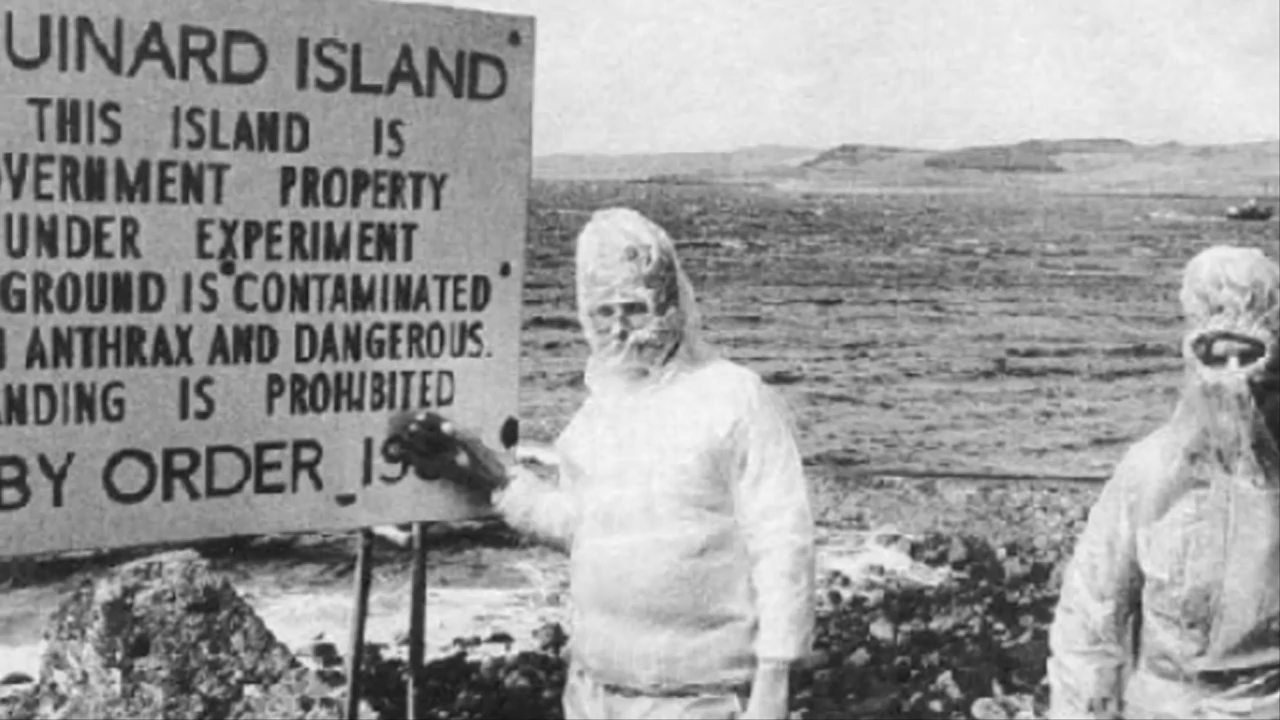 UINARD ISLAND
THIS ISLAND IS
OVERNMENT PROPERTY
UNDER EXPERIMENT
GROUND IS CONTAMINATED
ANTHRAX AND DANGEROUS.
NDING IS PROHIBITED
BY ORDER 19